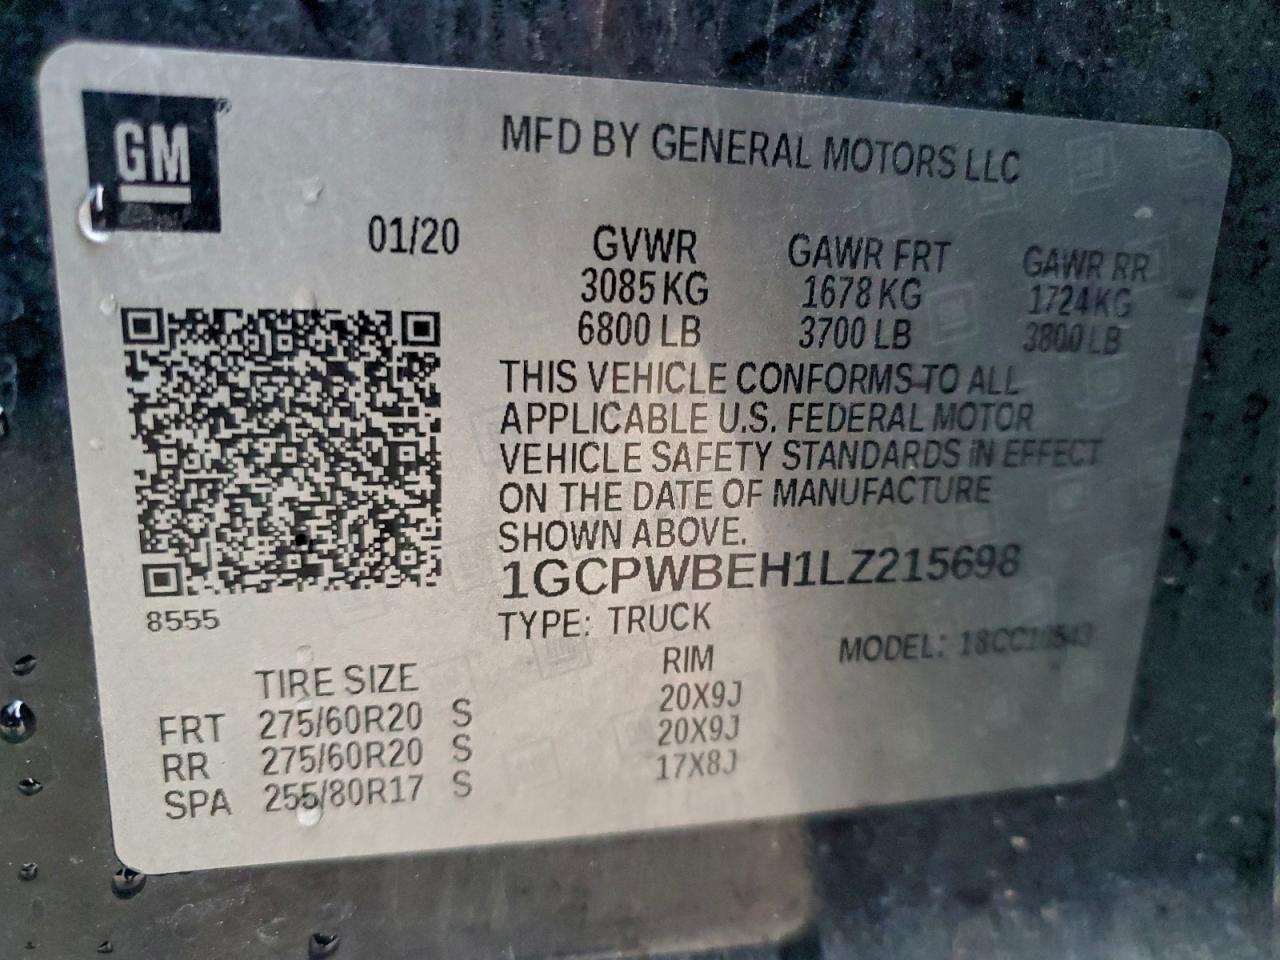 GM
MFD BY GENERAL MOTORS LLC
01/20
GVWR GAWR FRT GAWR RR
3085 KG 1678 KG 1724 KG
6800 LB 3700 LB 3800 LB
THIS VEHICLE CONFORMS TO ALL
APPLICABLE U.S. FEDERAL MOTOR
VEHICLE SAFETY STANDARDS IN EFFECT
ON THE DATE OF MANUFACTURE
SHOWN ABOVE.
1GCPWBEH1LZ215698
8555
TYPE: TRUCK
MODEL: 18CC10543
TIRE SIZE RIM
FRT 275/60R20 S 20X9J
RR 275/60R20 S 20X9J
SPA 255/80R17 S 17X8J